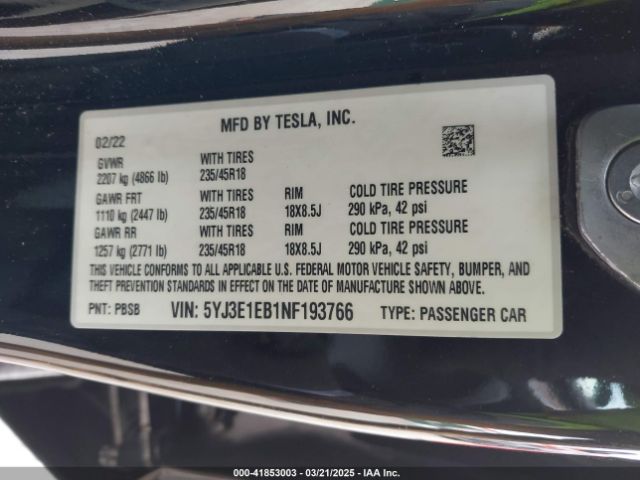 MFD BY TESLA, INC.
02/22
GVWR WITH TIRES
2207 kg (4866 lb) 235/45R18
GAWR FRT WITH TIRES RIM COLD TIRE PRESSURE
1110 kg (2447 lb) 235/45R18 18X8.5J 290 kPa, 42 psi
GAWR RR WITH TIRES RIM COLD TIRE PRESSURE
1257 kg (2771 lb) 235/45R18 18X8.5J 290 kPa, 42 psi
THIS VEHICLE CONFORMS TO ALL APPLICABLE U.S. FEDERAL MOTOR VEHICLE SAFETY, BUMPER, AND
THEFT PREVENTION STANDARDS IN EFFECT ON THE DATE OF MANUFACTURE SHOWN ABOVE.
PNT: PBSB VIN: 5YJ3E1EB1NF193766 TYPE: PASSENGER CAR
000-41853003 — 03/21/2025 — IAA Inc.